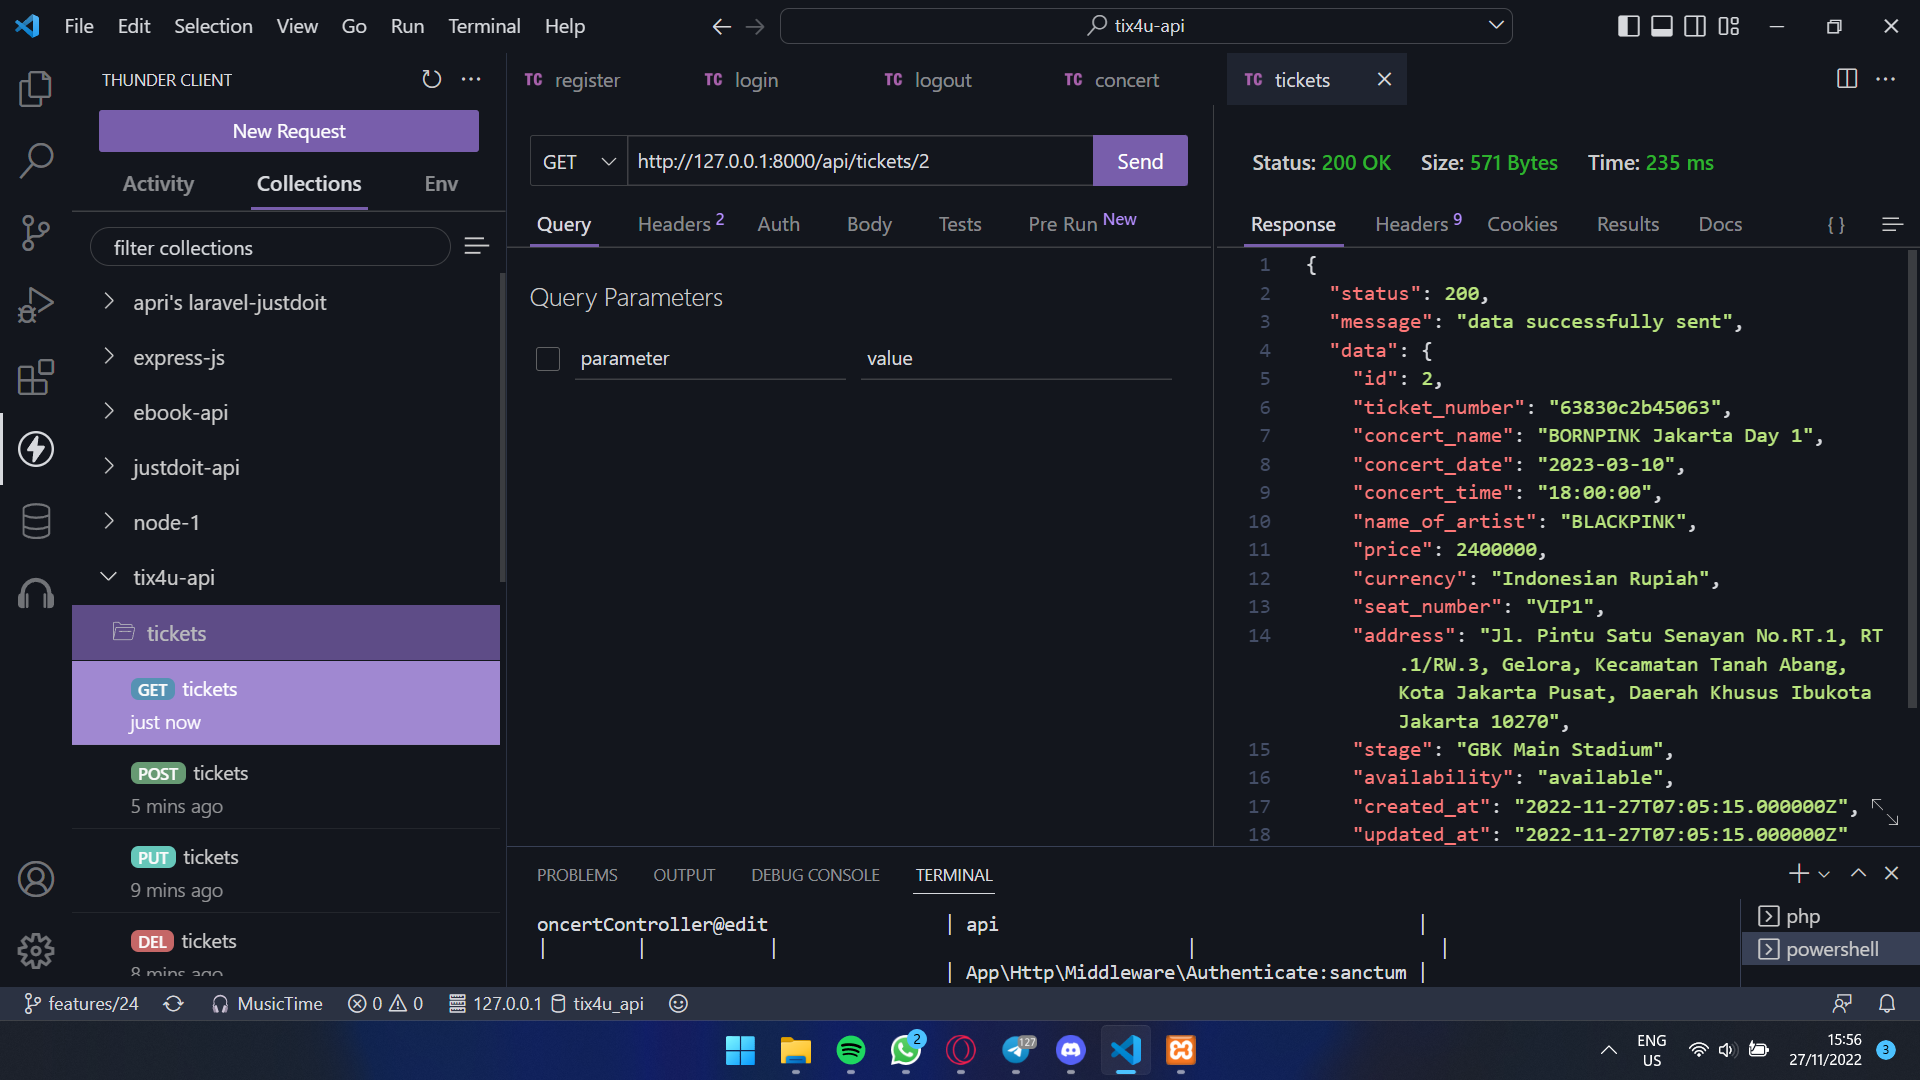 File Edit Selection View Go Run Terminal Help
tix4u-api
THUNDER CLIENT
New Request
Activity Collections Env
filter collections
apri's laravel-justdoit
express-js
ebook-api
justdoit-api
node-1
tix4u-api
tickets
GET tickets
just now
POST tickets
5 mins ago
PUT tickets
9 mins ago
DEL tickets
8 mins ago
TC register TC login TC logout TC concert TC tickets
GET http://127.0.0.1:8000/api/tickets/2 Send
Query Headers 2 Auth Body Tests Pre Run New
Query Parameters
parameter value
Status: 200 OK Size: 571 Bytes Time: 235 ms
Response Headers 9 Cookies Results Docs { }
1 {
2 "status": 200,
3 "message": "data successfully sent",
4 "data": {
5 "id": 2,
6 "ticket_number": "63830c2b45063",
7 "concert_name": "BORNPINK Jakarta Day 1",
8 "concert_date": "2023-03-10",
9 "concert_time": "18:00:00",
10 "name_of_artist": "BLACKPINK",
11 "price": 2400000,
12 "currency": "Indonesian Rupiah",
13 "seat_number": "VIP1",
14 "address": "Jl. Pintu Satu Senayan No.RT.1, RT
.1/RW.3, Gelora, Kecamatan Tanah Abang,
Kota Jakarta Pusat, Daerah Khusus Ibukota
Jakarta 10270",
15 "stage": "GBK Main Stadium",
16 "availability": "available",
17 "created_at": "2022-11-27T07:05:15.000000Z",
18 "updated_at": "2022-11-27T07:05:15.000000Z"
PROBLEMS OUTPUT DEBUG CONSOLE TERMINAL
oncertController@edit | api |
| | | | |
| App\Http\Middleware\Authenticate:sanctum |
php
powershell
features/24 MusicTime 0 0 127.0.0.1 tix4u_api
2
127
ENG
US
15:56
27/11/2022
3